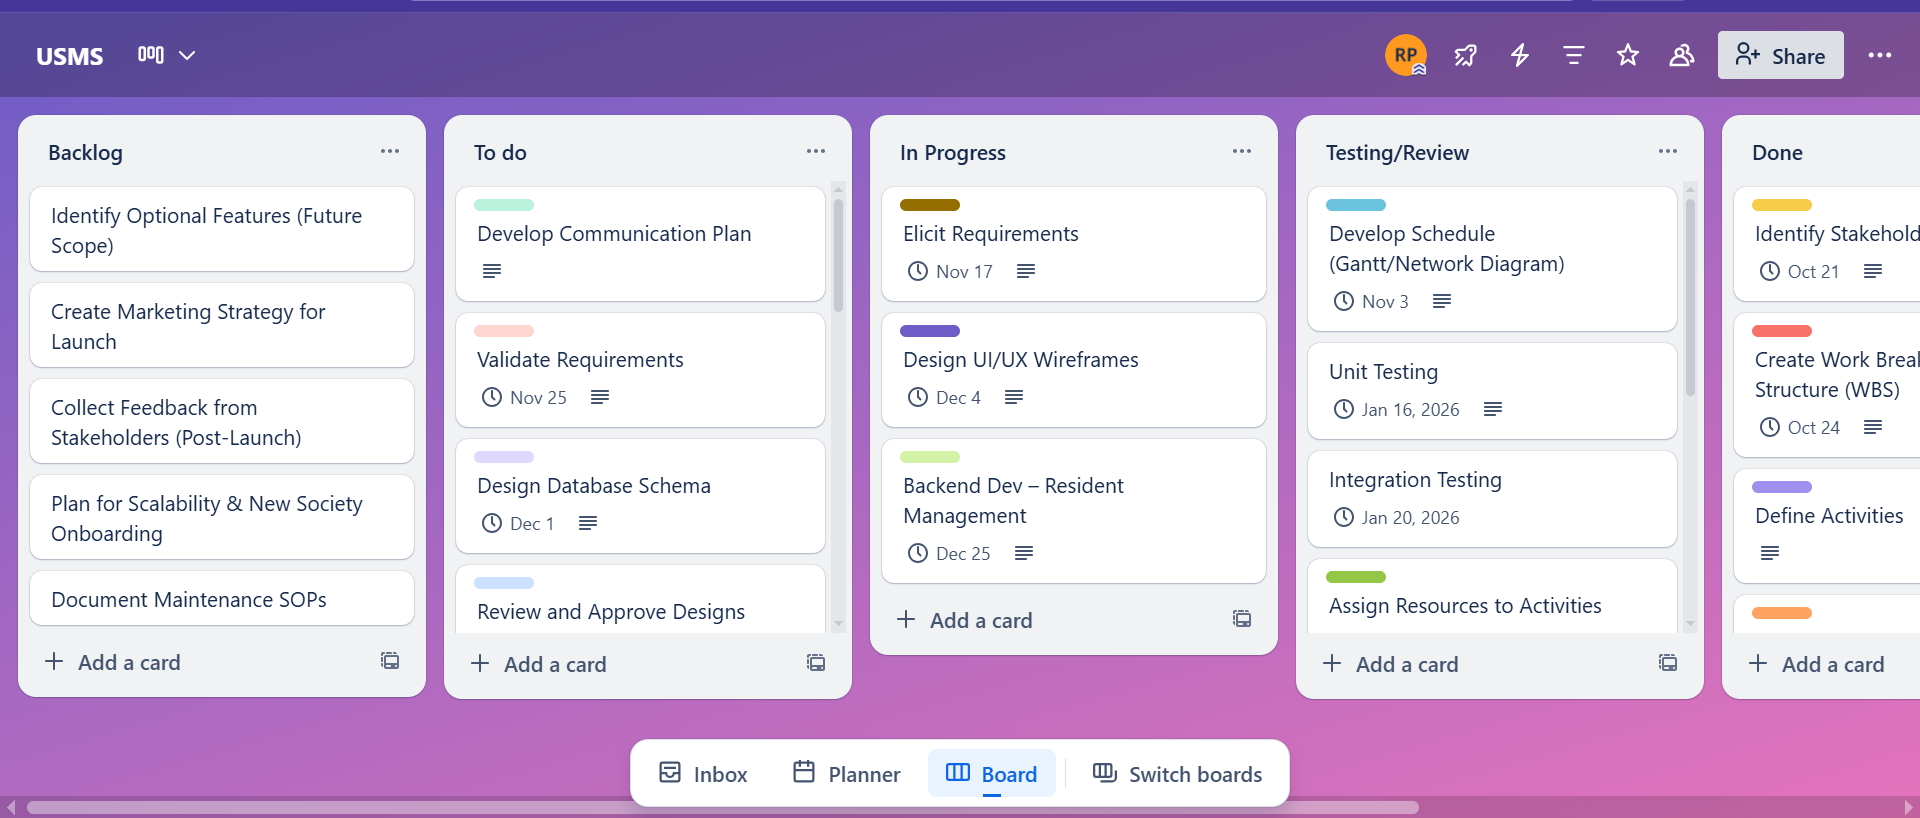 USMS
RP
Share
Backlog
Identify Optional Features (Future
Scope)
Create Marketing Strategy for
Launch
Collect Feedback from
Stakeholders (Post-Launch)
Plan for Scalability & New Society
Onboarding
Document Maintenance SOPs
Add a card
To do
Develop Communication Plan
Validate Requirements
Nov 25
Design Database Schema
Dec 1
Review and Approve Designs
Add a card
In Progress
Elicit Requirements
Nov 17
Design UI/UX Wireframes
Dec 4
Backend Dev – Resident
Management
Dec 25
Add a card
Testing/Review
Develop Schedule
(Gantt/Network Diagram)
Nov 3
Unit Testing
Jan 16, 2026
Integration Testing
Jan 20, 2026
Assign Resources to Activities
Add a card
Done
Identify Stakehold
Oct 21
Create Work Break
Structure (WBS)
Oct 24
Define Activities
Add a card
Inbox
Planner
Board
Switch boards